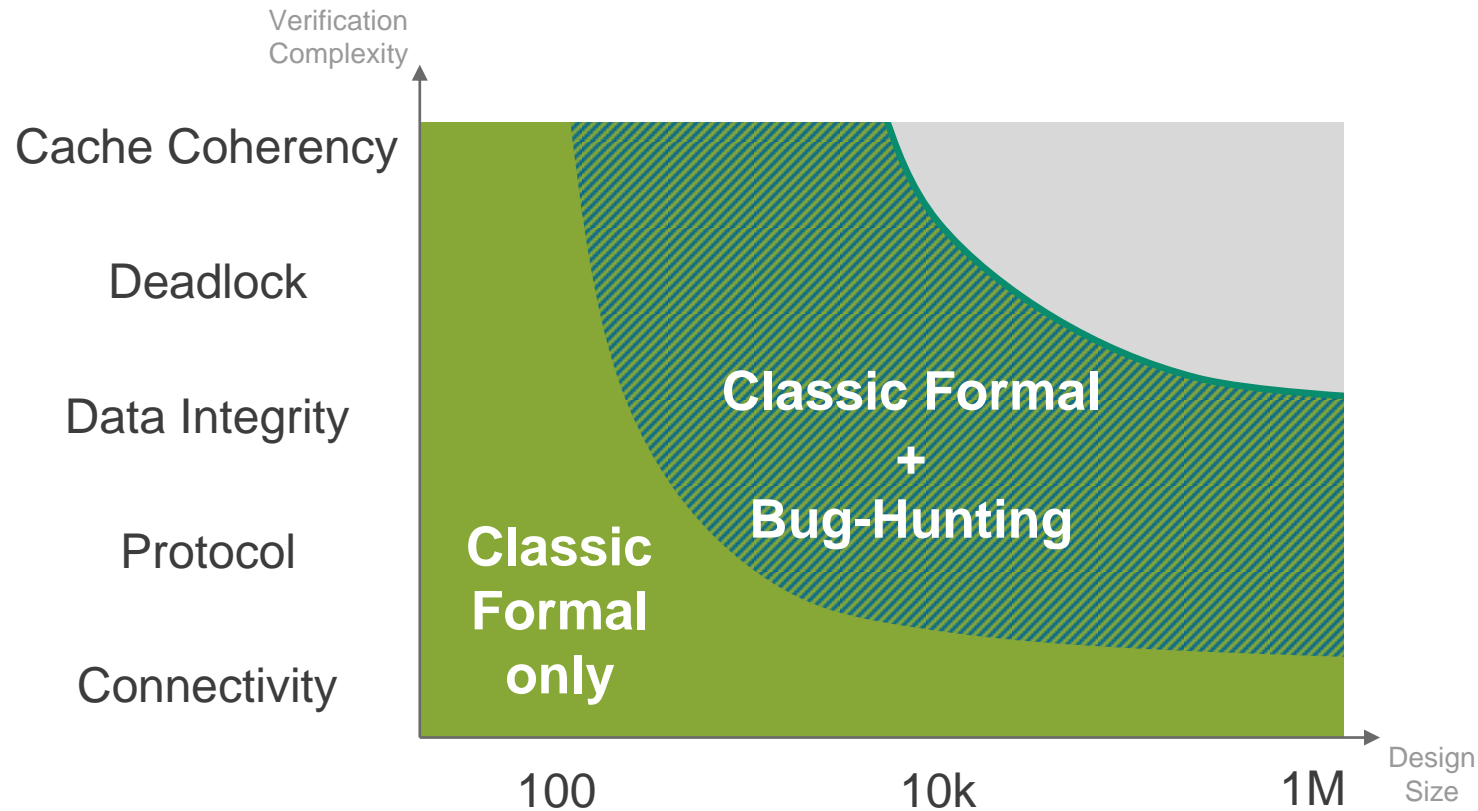 Verification
Complexity
Cache Coherency
Deadlock
Data Integrity
Protocol
Connectivity
Classic Formal
+
Bug-Hunting
Classic
Formal
only
100
10k
1M
Design
Size